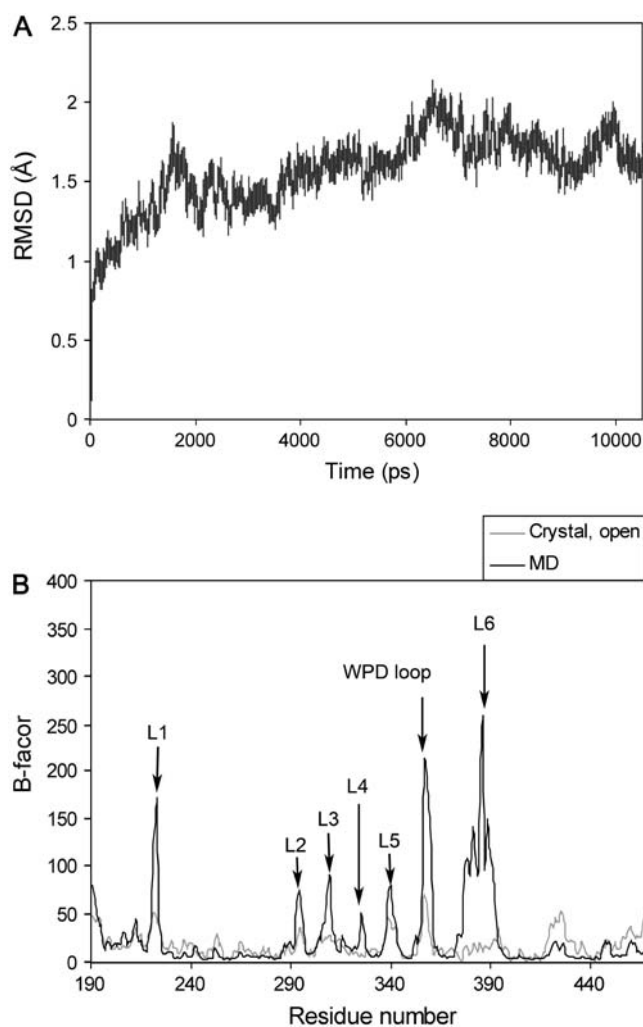 A
2.5
2
1.5
1
0.5
0
RMSD (Å)
0 2000 4000 6000 8000 10000
Time (ps)
Crystal, open
MD
B
400
350
300
250
200
150
100
50
0
B-facor
L1
L2
L3
L4
L5
WPD loop
L6
190 240 290 340 390 440
Residue number